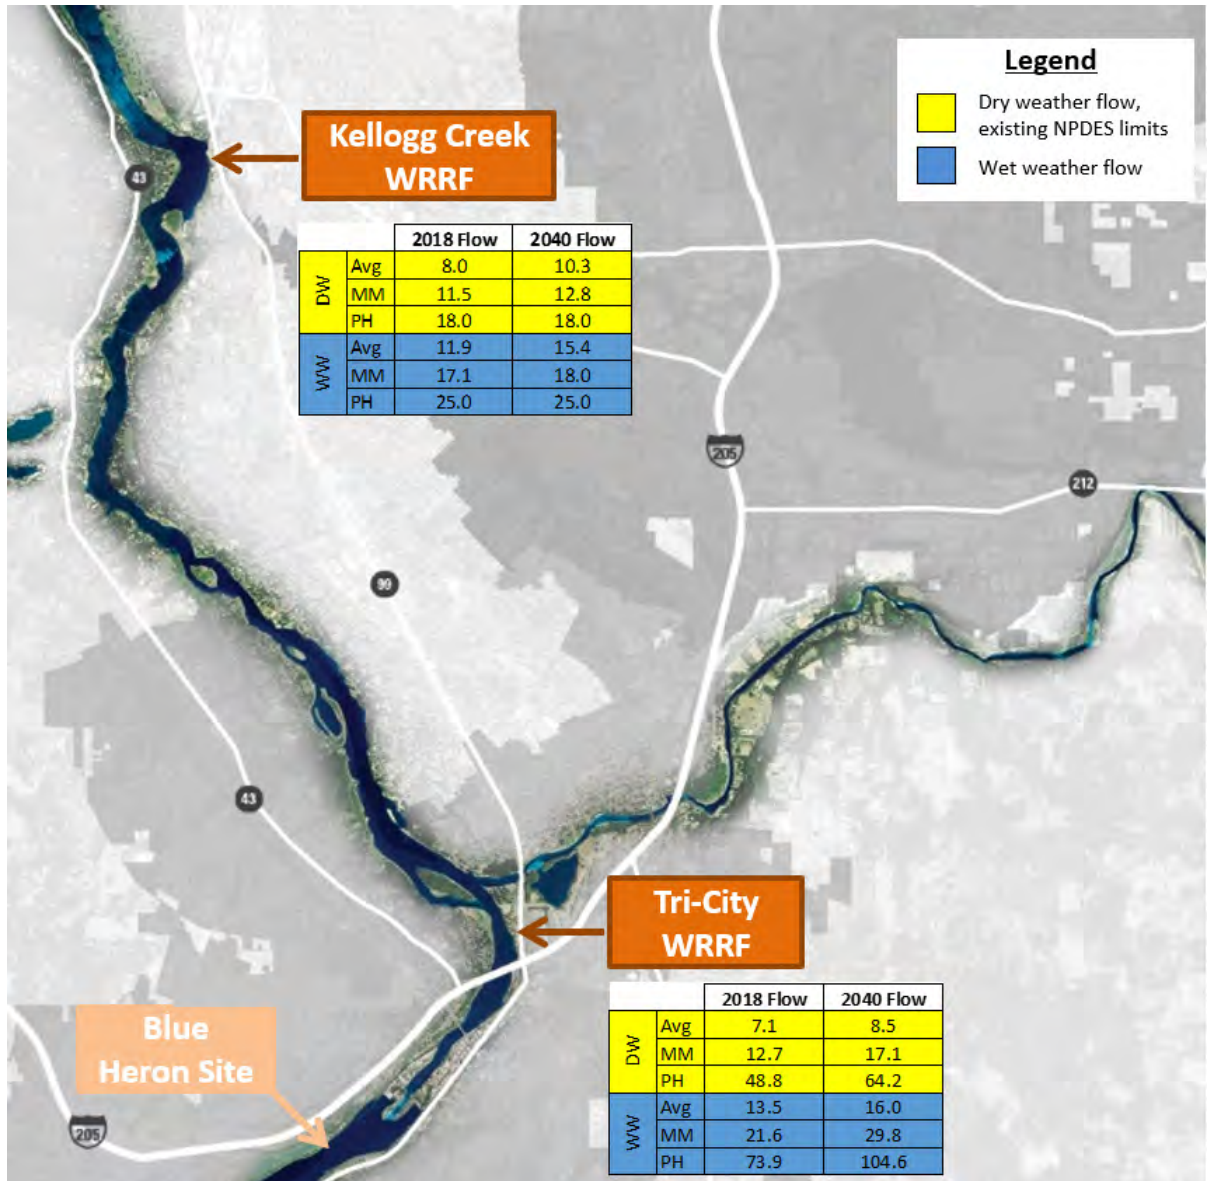 Legend
Dry weather flow,
existing NPDES limits
Wet weather flow
Kellogg Creek
WRRF
43
2018 Flow 2040 Flow
DW
Avg 8.0 10.3
MM 11.5 12.8
PH 18.0 18.0
WW
Avg 11.9 15.4
MM 17.1 18.0
PH 25.0 25.0
205
212
99
43
Tri-City
WRRF
2018 Flow 2040 Flow
DW
Avg 7.1 8.5
MM 12.7 17.1
PH 48.8 64.2
WW
Avg 13.5 16.0
MM 21.6 29.8
PH 73.9 104.6
Blue
Heron Site
205